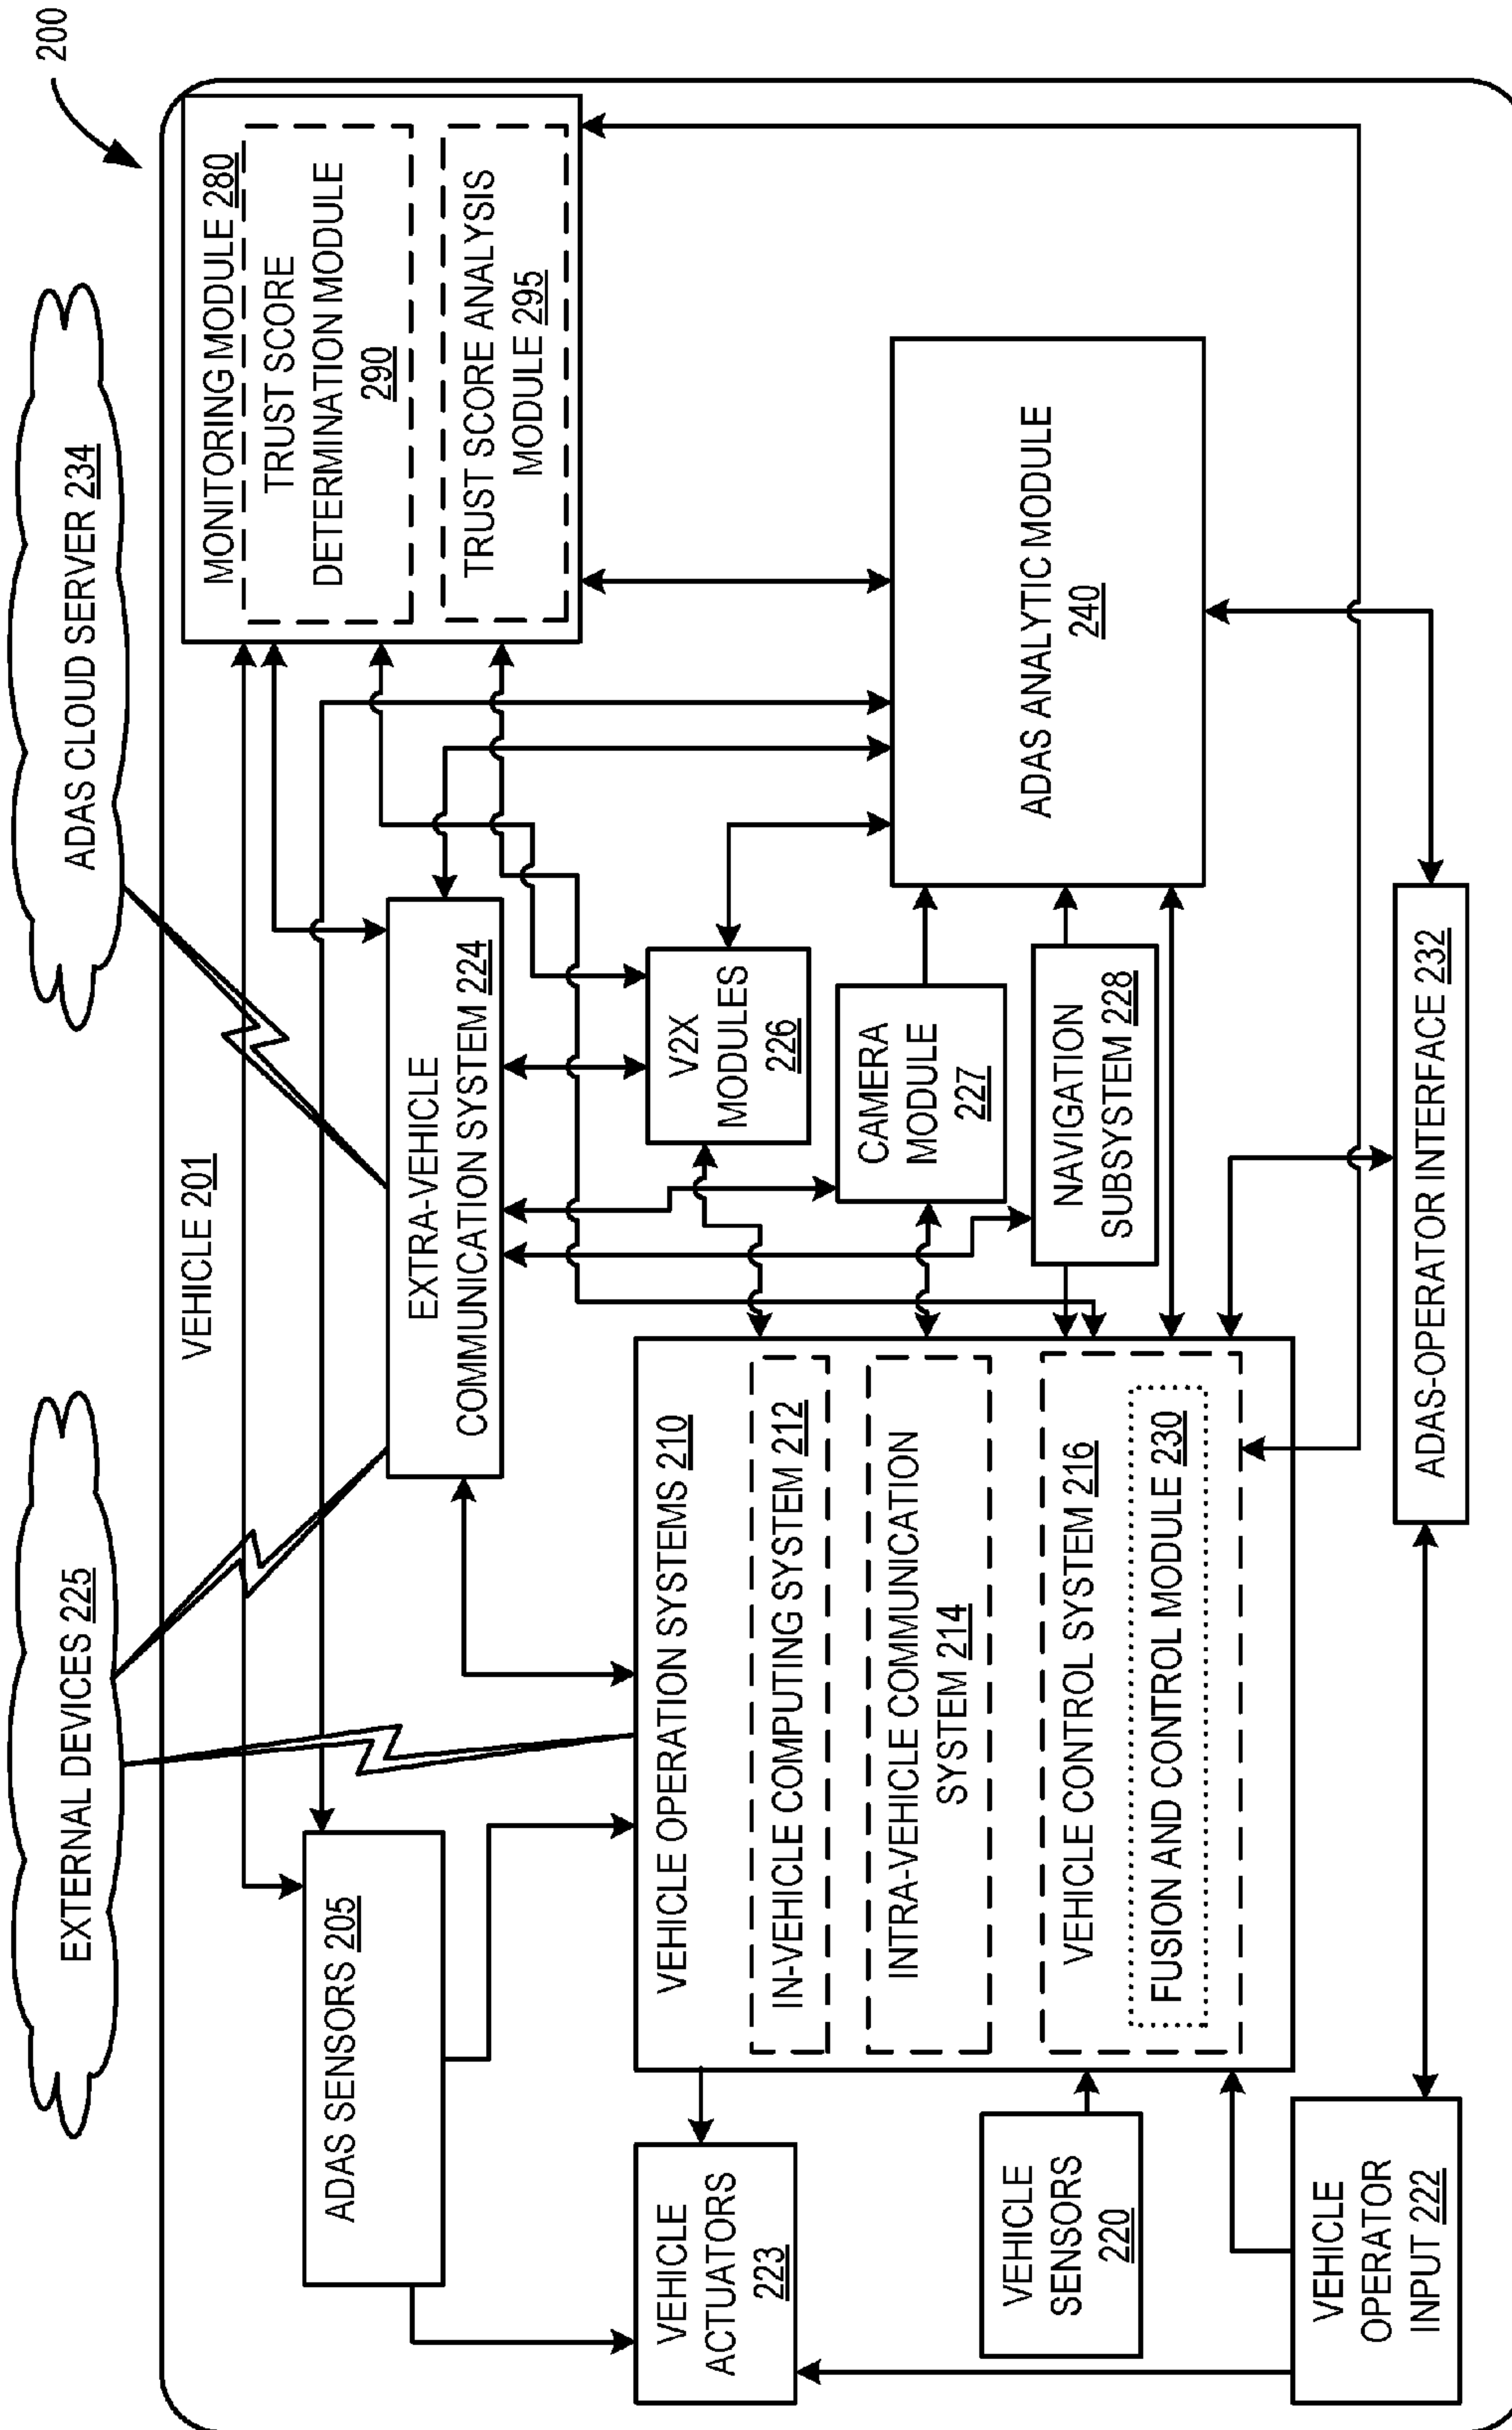 200
EXTERNAL DEVICES 225
ADAS CLOUD SERVER 234
VEHICLE 201
MONITORING MODULE 280
TRUST SCORE
DETERMINATION MODULE
290
TRUST SCORE ANALYSIS
MODULE 295
ADAS SENSORS 205
EXTRA-VEHICLE
COMMUNICATION SYSTEM 224
VEHICLE
ACTUATORS
223
VEHICLE OPERATION SYSTEMS 210
IN-VEHICLE COMPUTING SYSTEM 212
INTRA-VEHICLE COMMUNICATION
SYSTEM 214
VEHICLE CONTROL SYSTEM 216
FUSION AND CONTROL MODULE 230
V2X
MODULES
226
CAMERA
MODULE
227
NAVIGATION
SUBSYSTEM 228
ADAS ANALYTIC MODULE
240
VEHICLE
SENSORS
220
VEHICLE
OPERATOR
INPUT 222
ADAS-OPERATOR INTERFACE 232